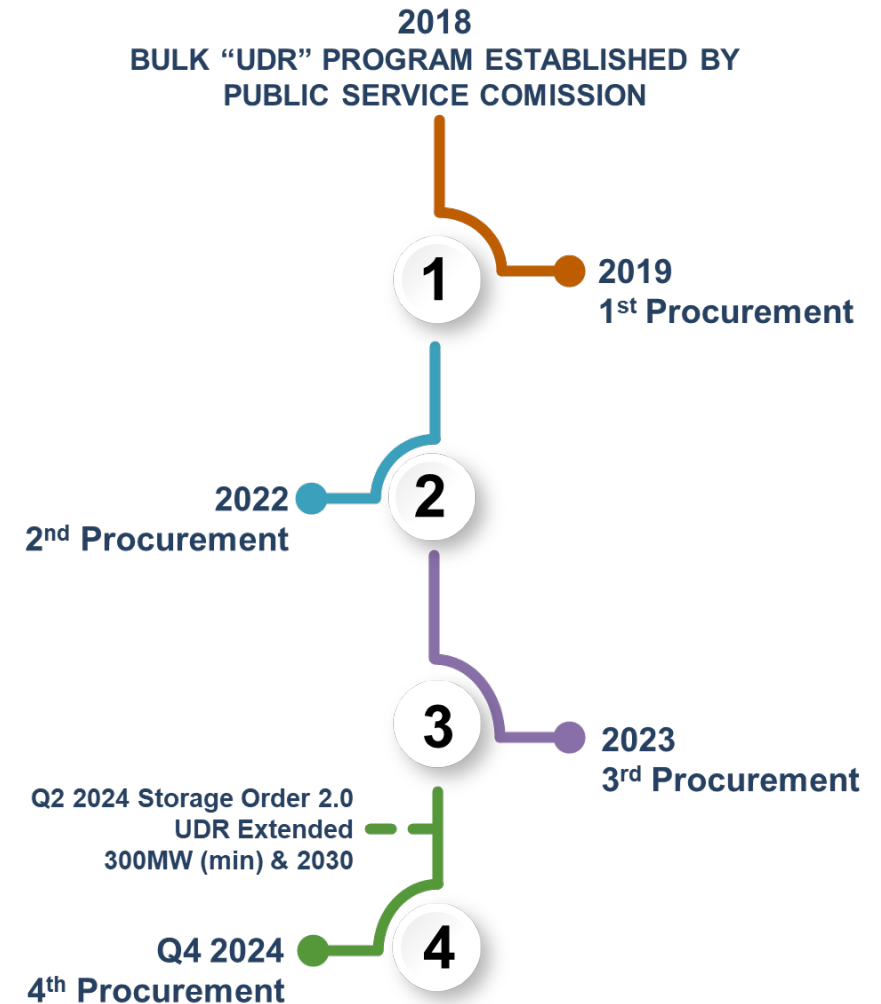 2018
BULK “UDR” PROGRAM ESTABLISHED BY
PUBLIC SERVICE COMISSION
1
2019
1st Procurement
2
2022
2nd Procurement
3
2023
3rd Procurement
Q2 2024 Storage Order 2.0
UDR Extended
300MW (min) & 2030
4
Q4 2024
4th Procurement